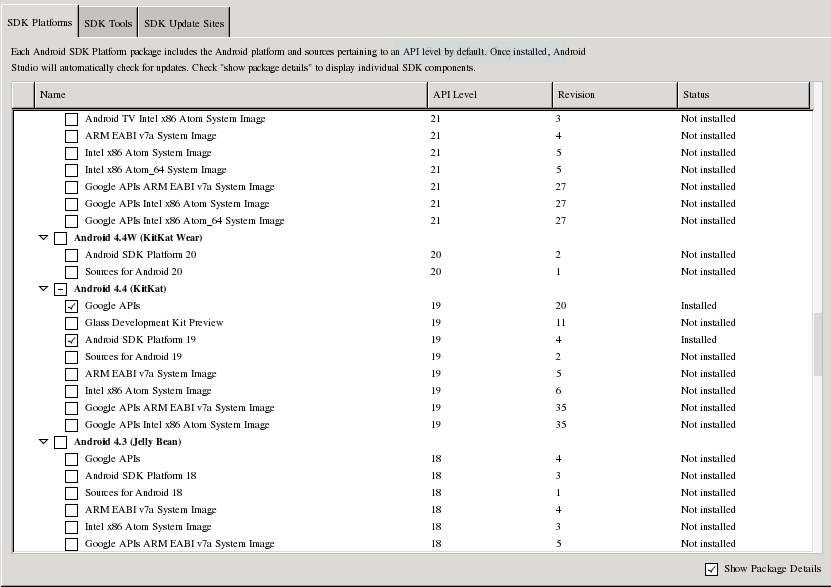 SDK Platforms SDK Tools SDK Update Sites
Each Android SDK Platform package includes the Android platform and sources pertaining to an API level by default. Once installed, Android
Studio will automatically check for updates. Check "show package details" to display individual SDK components.
Name API Level Revision Status
Android TV Intel x86 Atom System Image 21 3 Not installed
ARM EABI v7a System Image 21 4 Not installed
Intel x86 Atom System Image 21 5 Not installed
Intel x86 Atom_64 System Image 21 5 Not installed
Google APIs ARM EABI v7a System Image 21 27 Not installed
Google APIs Intel x86 Atom System Image 21 27 Not installed
Google APIs Intel x86 Atom_64 System Image 21 27 Not installed
Android 4.4W (KitKat Wear)
Android SDK Platform 20 20 2 Not installed
Sources for Android 20 20 1 Not installed
Android 4.4 (KitKat)
Google APIs 19 20 Installed
Glass Development Kit Preview 19 11 Not installed
Android SDK Platform 19 19 4 Installed
Sources for Android 19 19 2 Not installed
ARM EABI v7a System Image 19 5 Not installed
Intel x86 Atom System Image 19 6 Not installed
Google APIs ARM EABI v7a System Image 19 35 Not installed
Google APIs Intel x86 Atom System Image 19 35 Not installed
Android 4.3 (Jelly Bean)
Google APIs 18 4 Not installed
Android SDK Platform 18 18 3 Not installed
Sources for Android 18 18 1 Not installed
ARM EABI v7a System Image 18 4 Not installed
Intel x86 Atom System Image 18 3 Not installed
Google APIs ARM EABI v7a System Image 18 5 Not installed
Show Package Details